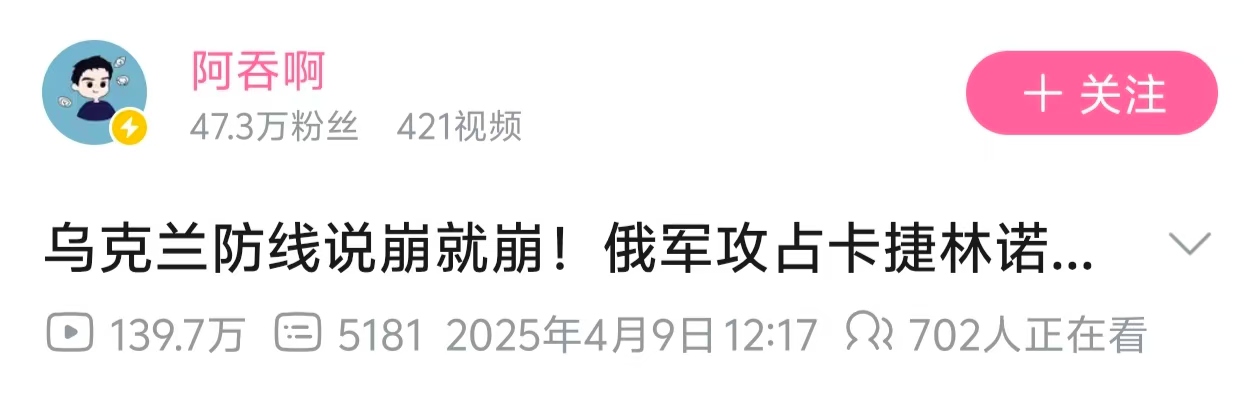 阿吞啊
+ 关注
47.3万粉丝 421视频
乌克兰防线说崩就崩！俄军攻占卡捷林诺...
139.7万 5181 2025年4月9日12:17 702人正在看